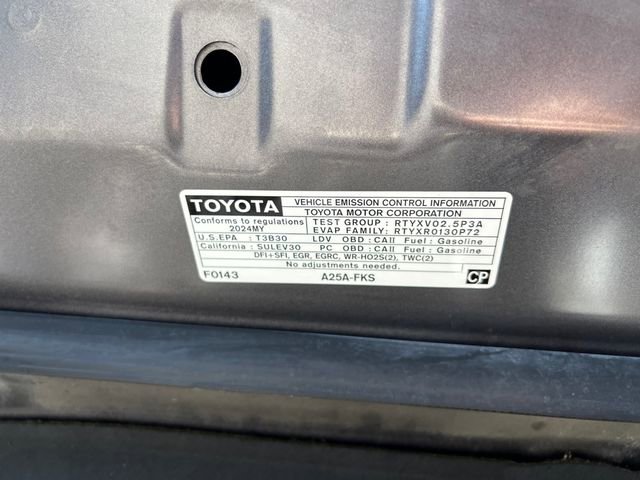 TOYOTA VEHICLE EMISSION CONTROL INFORMATION
TOYOTA MOTOR CORPORATION
Conforms to regulations TEST GROUP : RTYXV02.5P3A
2024MY EVAP FAMILY: RTYXR0130P72
U.S.EPA : T3B30 LDV OBD : CaII Fuel : Gasoline
California : SULEV30 PC OBD : CaII Fuel : Gasoline
DFI+SFI, EGR, EGRC, WR-HO2S(2), TWC(2)
No adjustments needed.
F0143 A25A-FKS CP